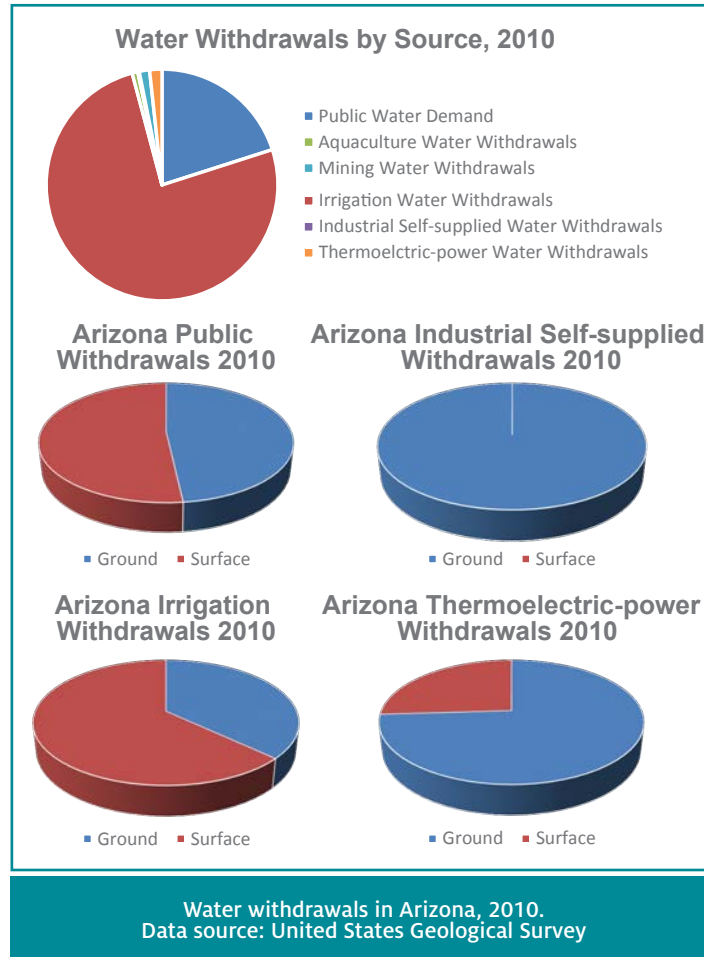 Water Withdrawals by Source, 2010
Public Water Demand
Aquaculture Water Withdrawals
Mining Water Withdrawals
Irrigation Water Withdrawals
Industrial Self-supplied Water Withdrawals
Thermoelctric-power Water Withdrawals
Arizona Public
Withdrawals 2010
Ground Surface
Arizona Industrial Self-supplied
Withdrawals 2010
Ground Surface
Arizona Irrigation
Withdrawals 2010
Ground Surface
Arizona Thermoelectric-power
Withdrawals 2010
Ground Surface
Water withdrawals in Arizona, 2010.
Data source: United States Geological Survey